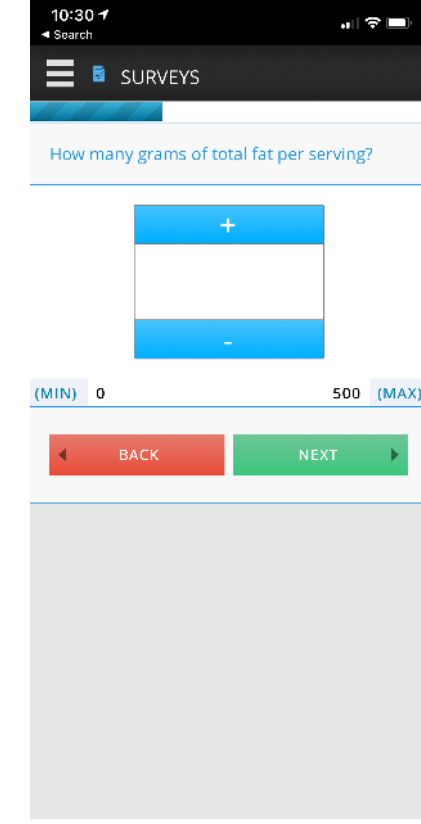 10:30
◄ Search
SURVEYS
How many grams of total fat per serving?
+
-
(MIN) 0 500 (MAX)
BACK NEXT